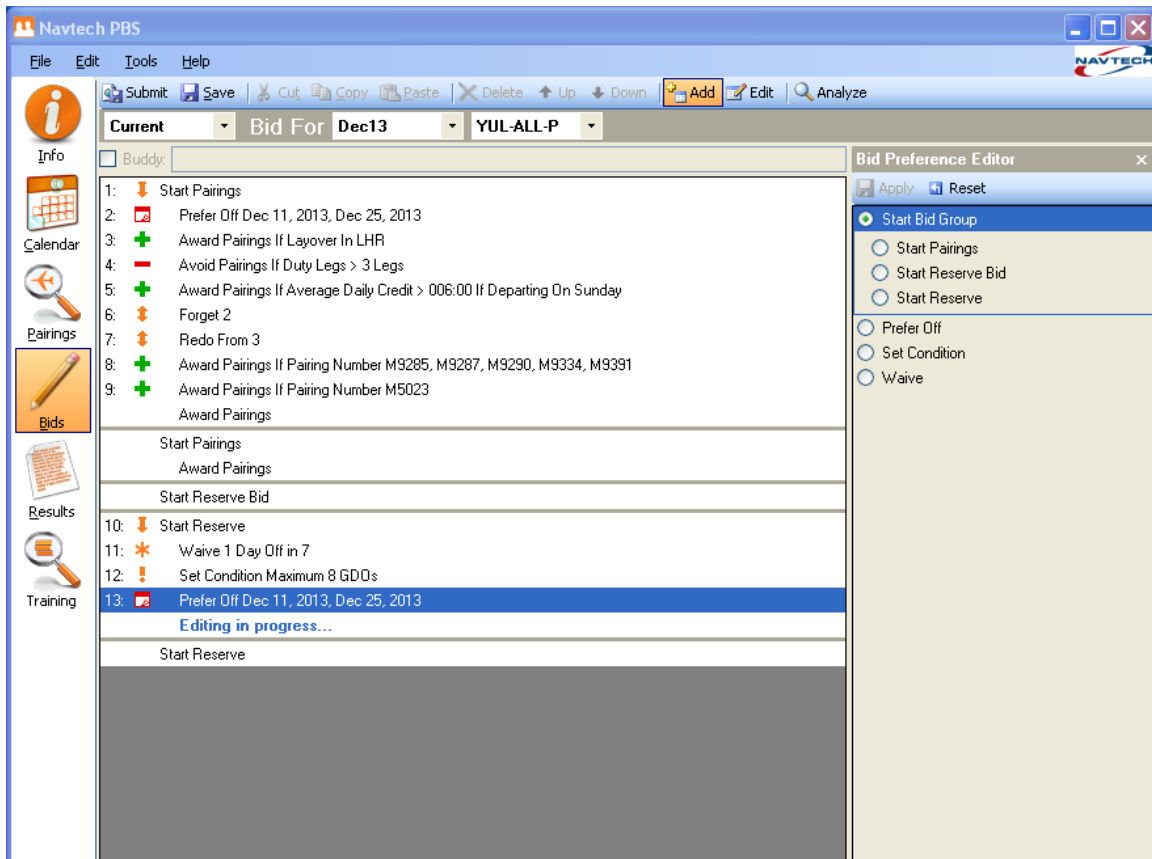 Navtech PBS
File Edit Tools Help
NAVTECH
Submit Save Cut Copy Paste Delete Up Down Add Edit Analyze
Current Bid For Dec13 YUL-ALL-P
Info
Calendar
Pairings
Bids
Results
Training
Buddy:
1: Start Pairings
2: Prefer Off Dec 11, 2013, Dec 25, 2013
3: Award Pairings If Layover In LHR
4: Avoid Pairings If Duty Legs > 3 Legs
5: Award Pairings If Average Daily Credit > 006:00 If Departing On Sunday
6: Forget 2
7: Redo From 3
8: Award Pairings If Pairing Number M9285, M9287, M9290, M9334, M9391
9: Award Pairings If Pairing Number M5023
Award Pairings
Start Pairings
Award Pairings
Start Reserve Bid
10: Start Reserve
11: Waive 1 Day Off in 7
12: Set Condition Maximum 8 GDOs
13: Prefer Off Dec 11, 2013, Dec 25, 2013
Editing in progress...
Start Reserve
Bid Preference Editor
Apply Reset
Start Bid Group
Start Pairings
Start Reserve Bid
Start Reserve
Prefer Off
Set Condition
Waive